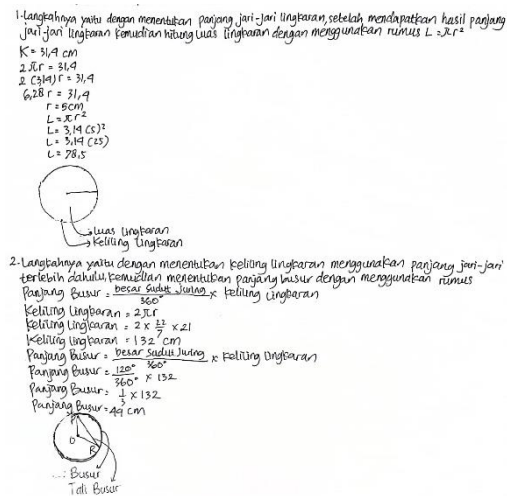 1. Langkahnya yaitu dengan menentukan panjang jari-jari lingkaran, setelah mendapatkan hasil panjang
jari-jari lingkaran kemudian hitung luas lingkaran dengan menggunakan rumus L = πr²
K = 31,4 cm
2πr = 31,4
2 (3,14) r = 31,4
6,28 r = 31,4
r = 5cm
L = πr²
L = 3,14 (5)²
L = 3,14 (25)
L = 78,5
Luas lingkaran
Keliling lingkaran
2. Langkahnya yaitu dengan menentukan keliling lingkaran menggunakan panjang jari-jari
terlebih dahulu, kemudian menentukan panjang busur dengan menggunakan rumus
Panjang Busur = besar sudut juring / 360° × keliling lingkaran
Keliling lingkaran = 2πr
Keliling lingkaran = 2 × 22/7 × 21
Keliling lingkaran = 132 cm
Panjang Busur = besar sudut juring / 360° × keliling lingkaran
Panjang Busur = 120°/360° × 132
Panjang Busur = 1/3 × 132
Panjang Busur = 44 cm
P
O
R
Busur
Tali Busur